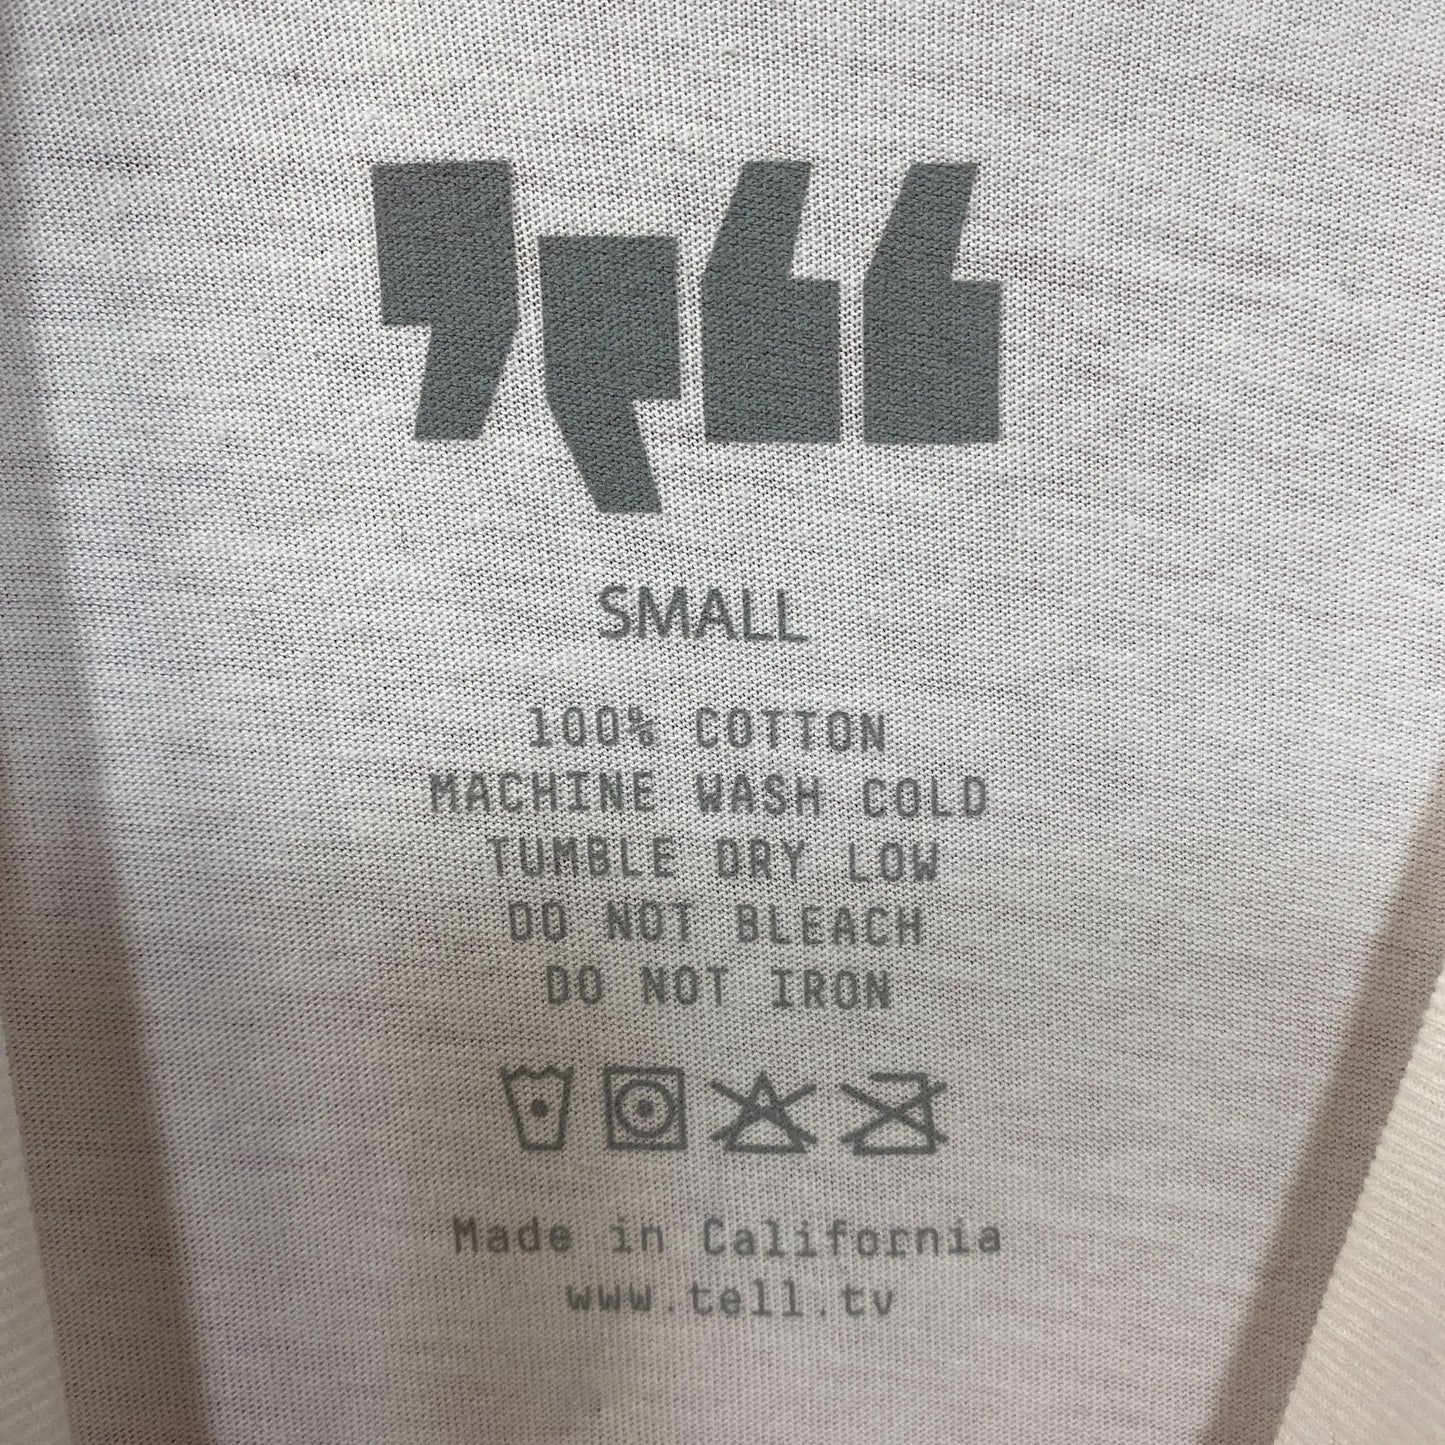 SMALL
100% COTTON
MACHINE WASH COLD
TUMBLE DRY LOW
DO NOT BLEACH
DO NOT IRON
Made in California
www.tell.tv